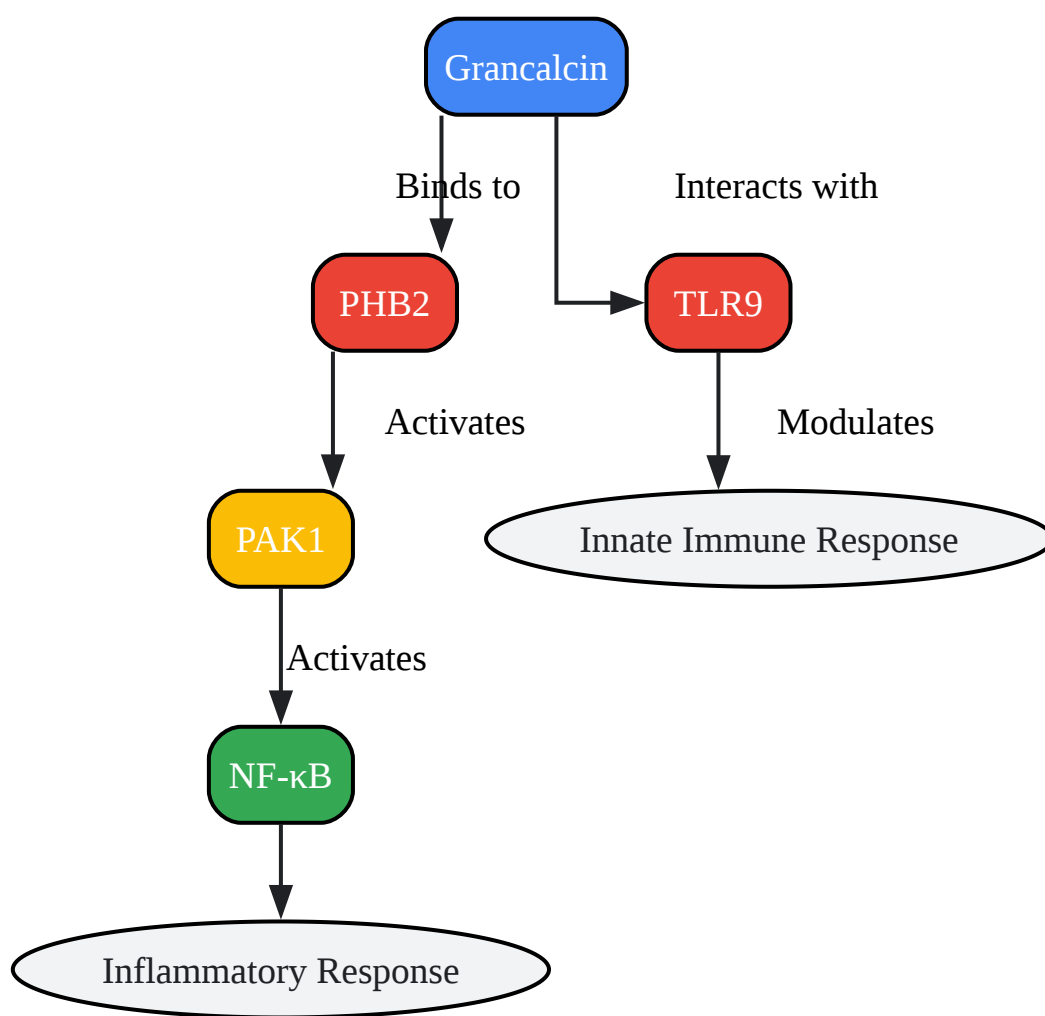 Grancalcin
Binds to
Interacts with
PHB2
TLR9
Activates
Modulates
PAK1
Innate Immune Response
Activates
NF-κB
Inflammatory Response